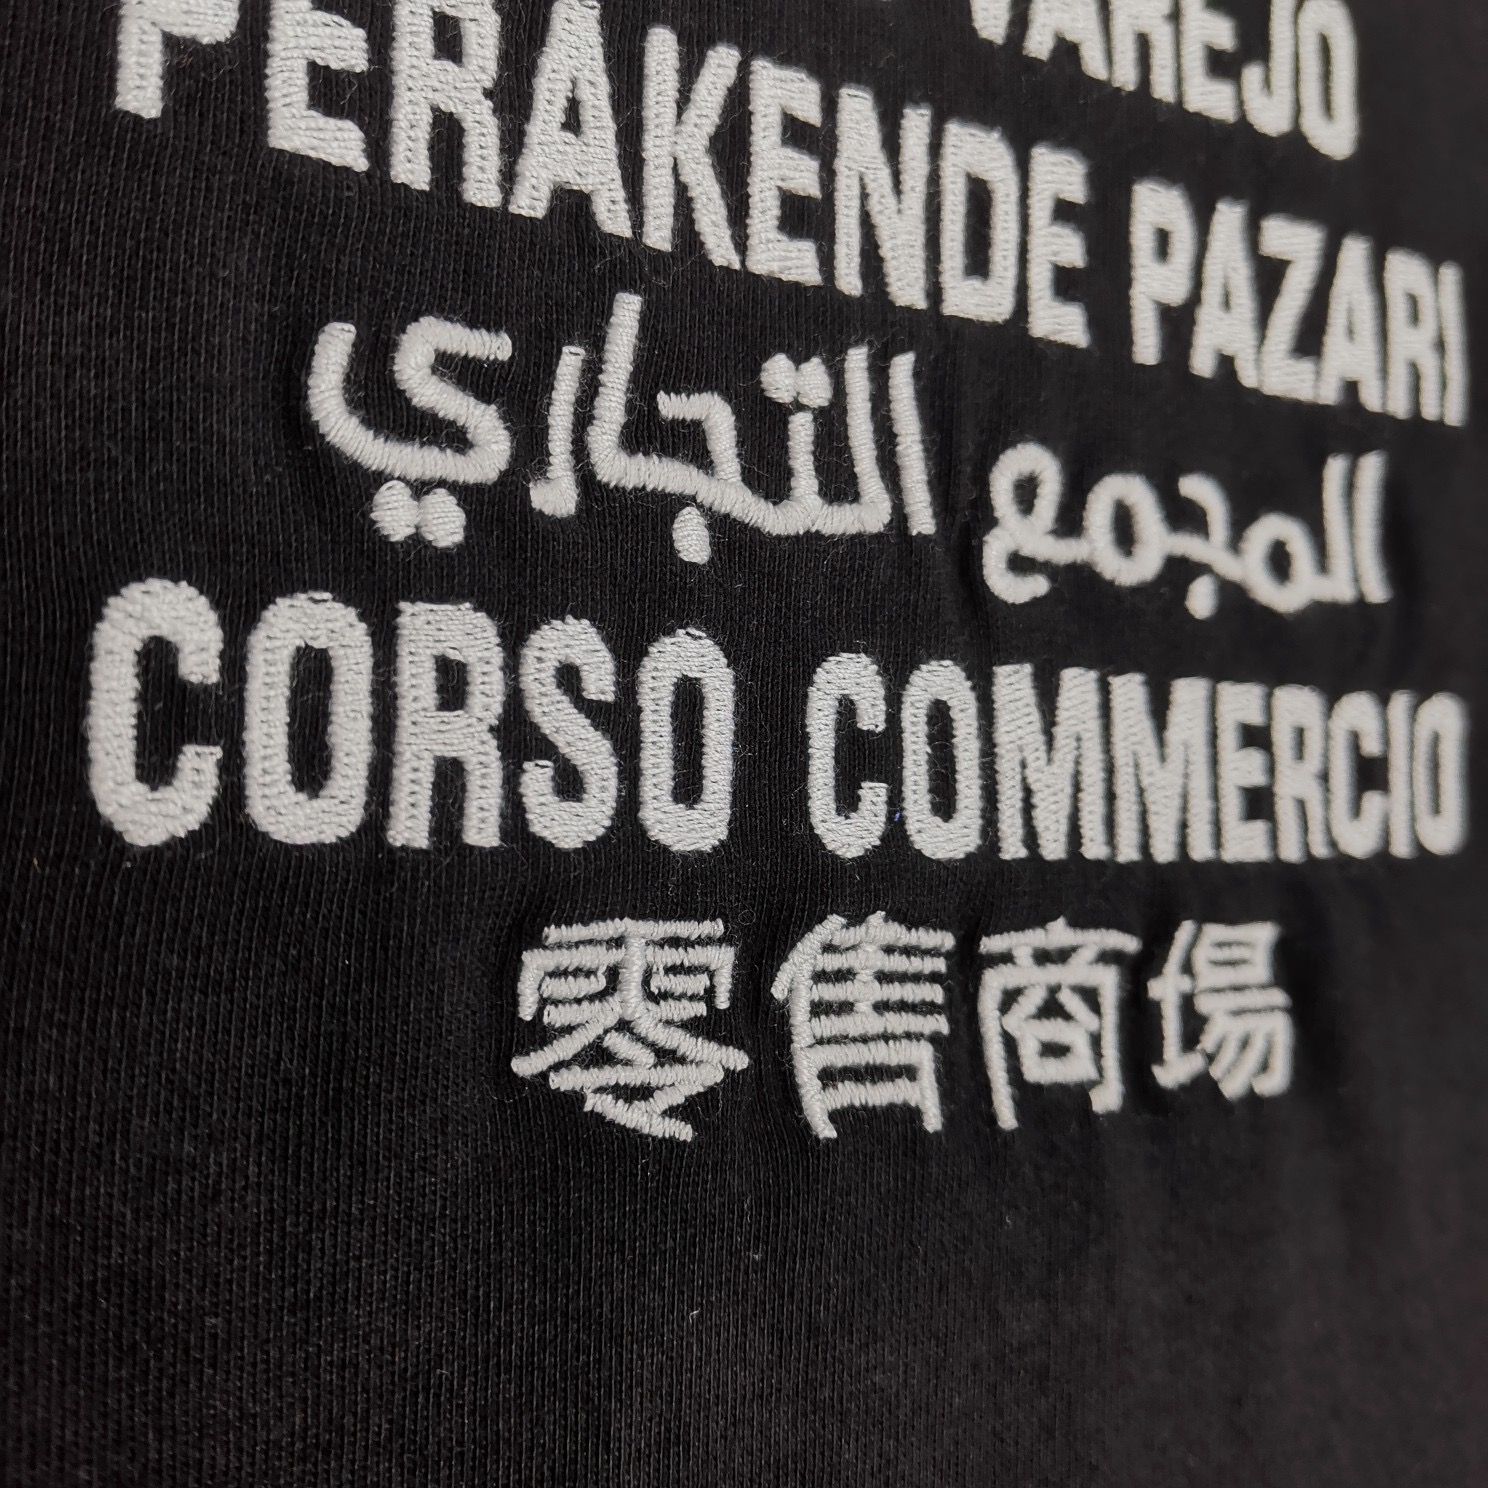 VAREJO
PERAKENDE PAZARI
المجمع التجاري
CORSO COMMERCIO
零售商場